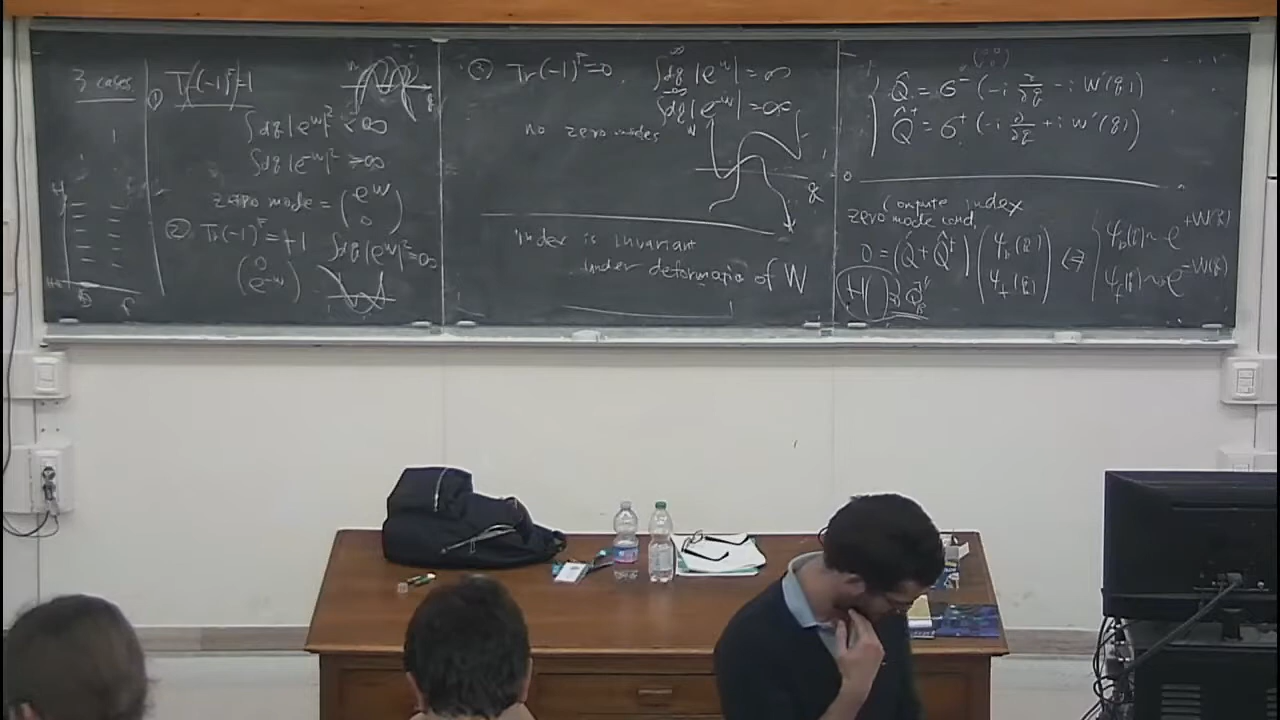 3 cases
① Tr(-1)^F=1
∫dq|e^W|² < ∞
∫dq|e^-W|² = ∞
zero mode = (e^W 0)
② Tr(-1)^F = +1 ∫dq|e^W|² = ∞
(0 e^-W)
③ Tr(-1)^F = 0, ∫dq|e^W| = ∞
∫dq|e^-W| = ∞
no zero modes W
q
index is invariant
under deformation of W
Q̂ = σ^- (-i ∂/∂q - i W'(q))
Q̂^+ = σ^+ (-i ∂/∂q + i W'(q))
Compute index
zero mode cond.
0 = (Q̂ + Q̂^+) (ψ_b(q) ψ_f(q)) ⇔ { ψ_b(q) ~ e^+W(q)
ψ_f(q) ~ e^-W(q)